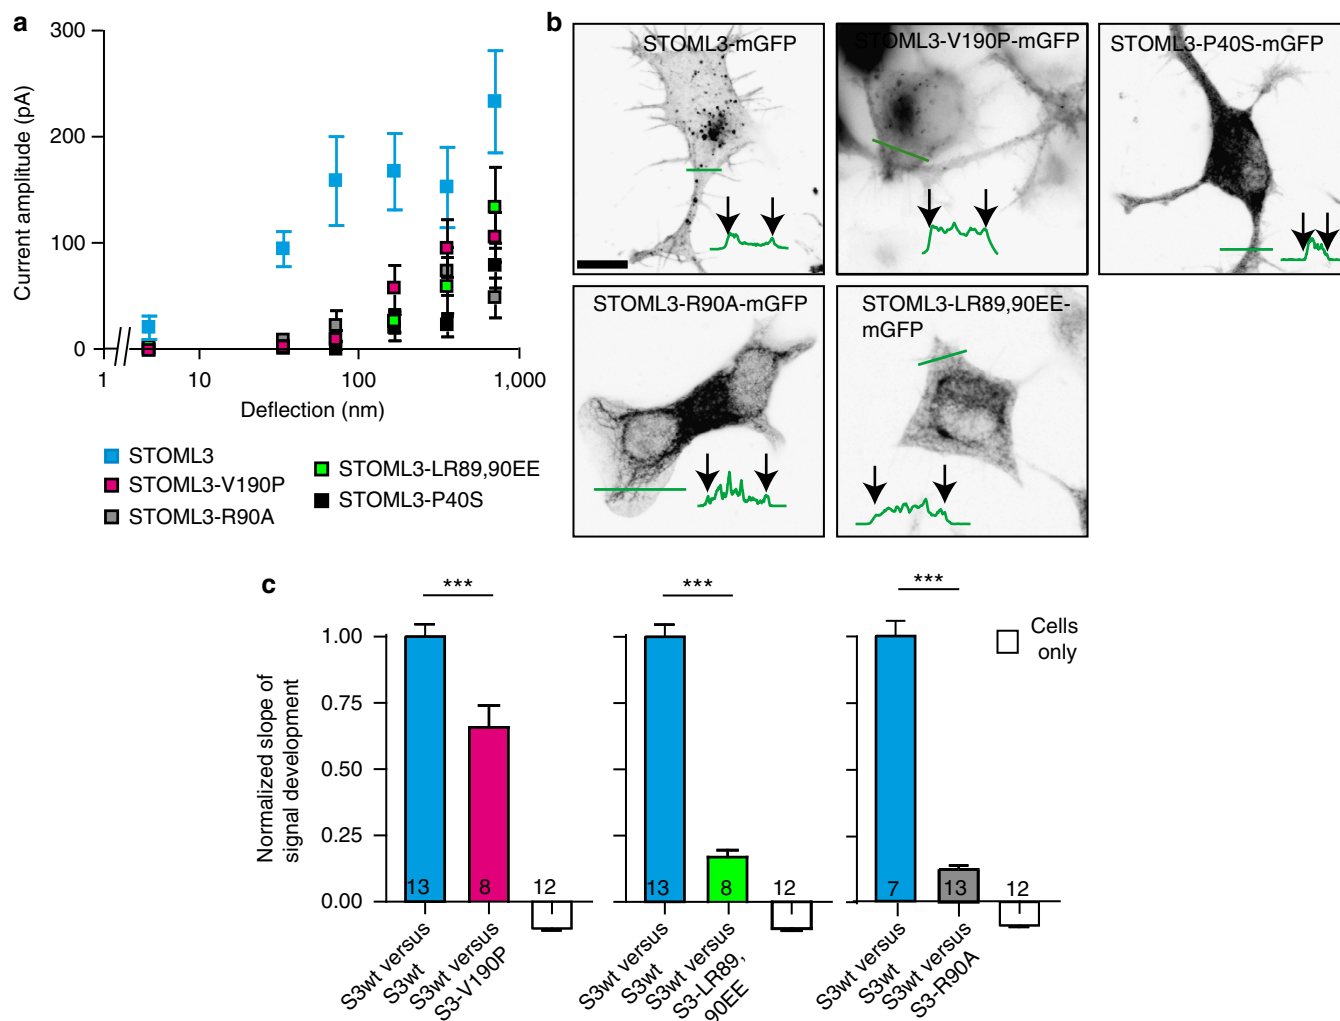 a
300
200
100
0
Current amplitude (pA)
1
10
100
1,000
Deflection (nm)
STOML3
STOML3-V190P
STOML3-R90A
STOML3-LR89,90EE
STOML3-P40S
b
STOML3-mGFP
STOML3-V190P-mGFP
STOML3-P40S-mGFP
STOML3-R90A-mGFP
STOML3-LR89,90EE-
mGFP
c
Normalized slope of
signal development
1.00
0.75
0.50
0.25
0.00
***
13
8
12
S3wt versus
S3wt
S3wt versus
S3-V190P
***
13
8
12
S3wt versus
S3wt
S3wt versus
S3-LR89,
90EE
***
7
13
12
S3wt versus
S3wt
S3wt versus
S3-R90A
Cells
only